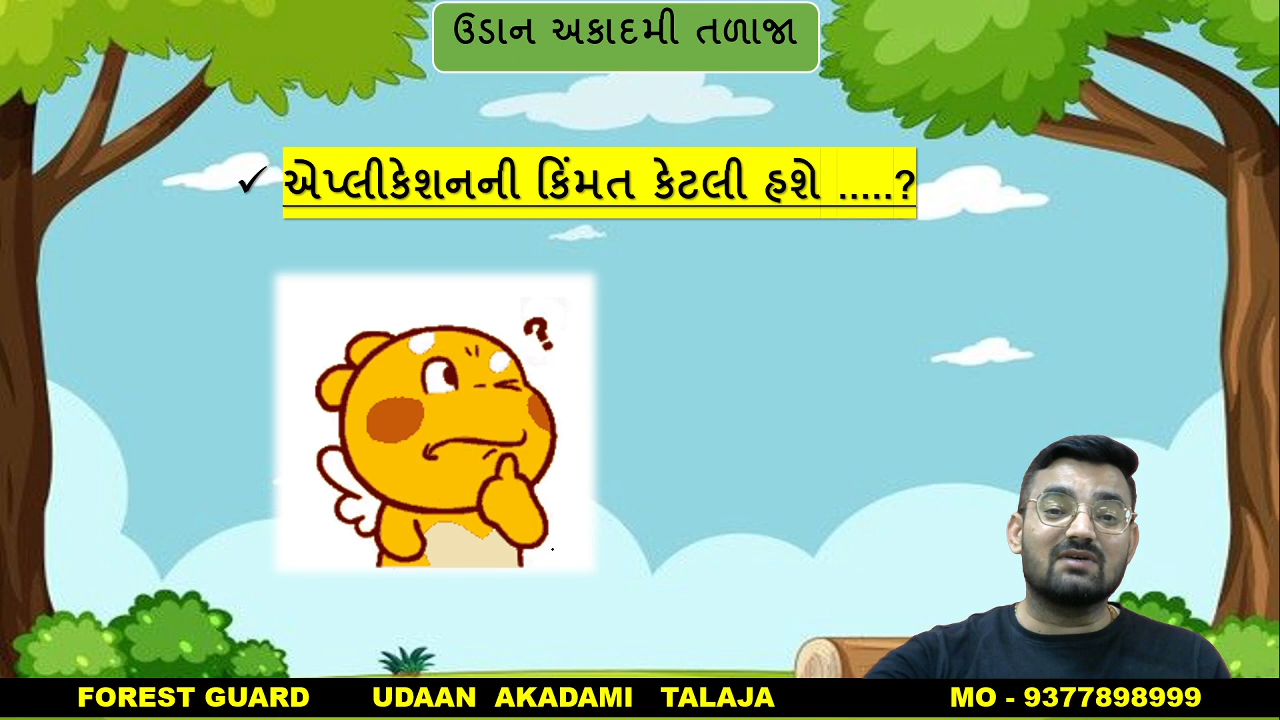 ઉડાન અકાદમી તળાજા
✓ એપ્લીકેશનની કિંમત કેટલી હશે .....?
?
FOREST GUARD UDAAN AKADAMI TALAJA MO - 9377898999